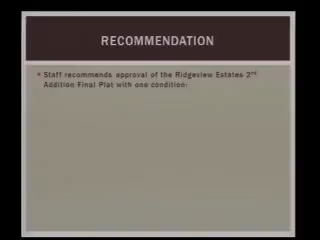 RECOMMENDATION
▪ Staff recommends approval of the Ridgeview Estates 2nd
Addition Final Plat with one condition: